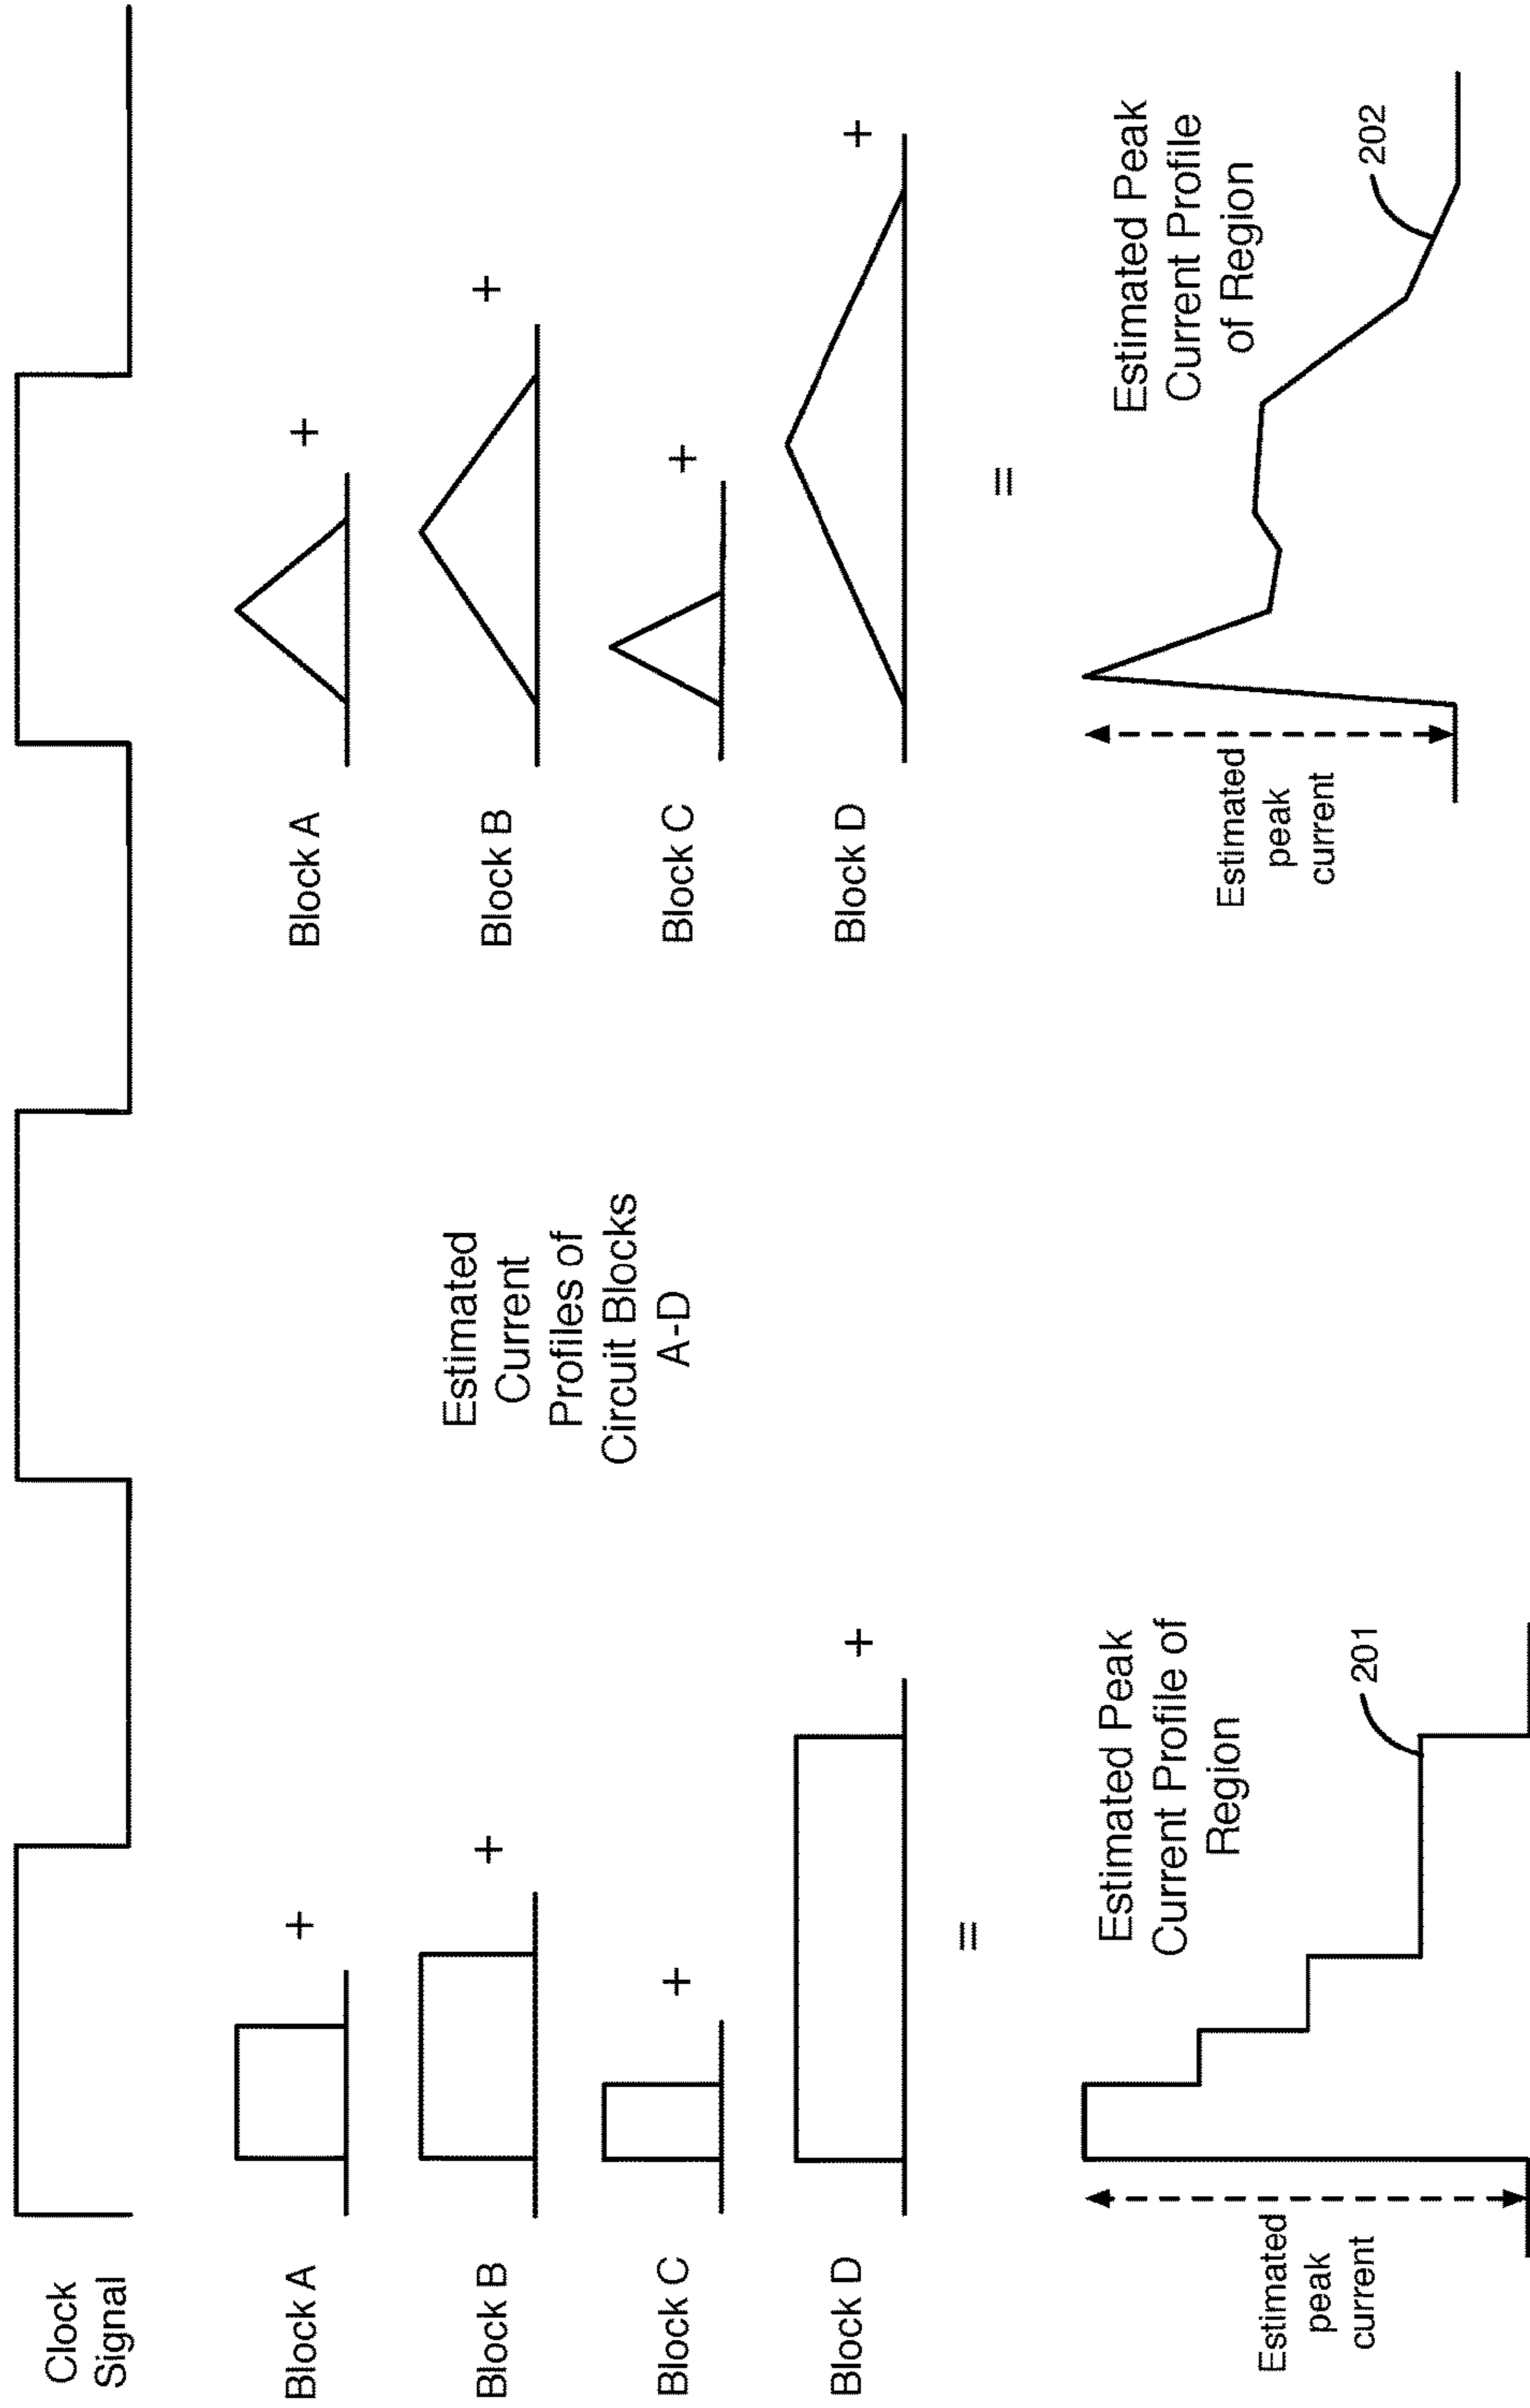 Clock
Signal
Block A
+
Block B
+
Block C
+
Block D
+
=
Estimated Peak
Current Profile of
Region
201
Estimated
peak
current
Estimated
Current
Profiles of
Circuit Blocks
A-D
Block A
+
Block B
+
Block C
+
Block D
+
=
Estimated Peak
Current Profile
of Region
202
Estimated
peak
current